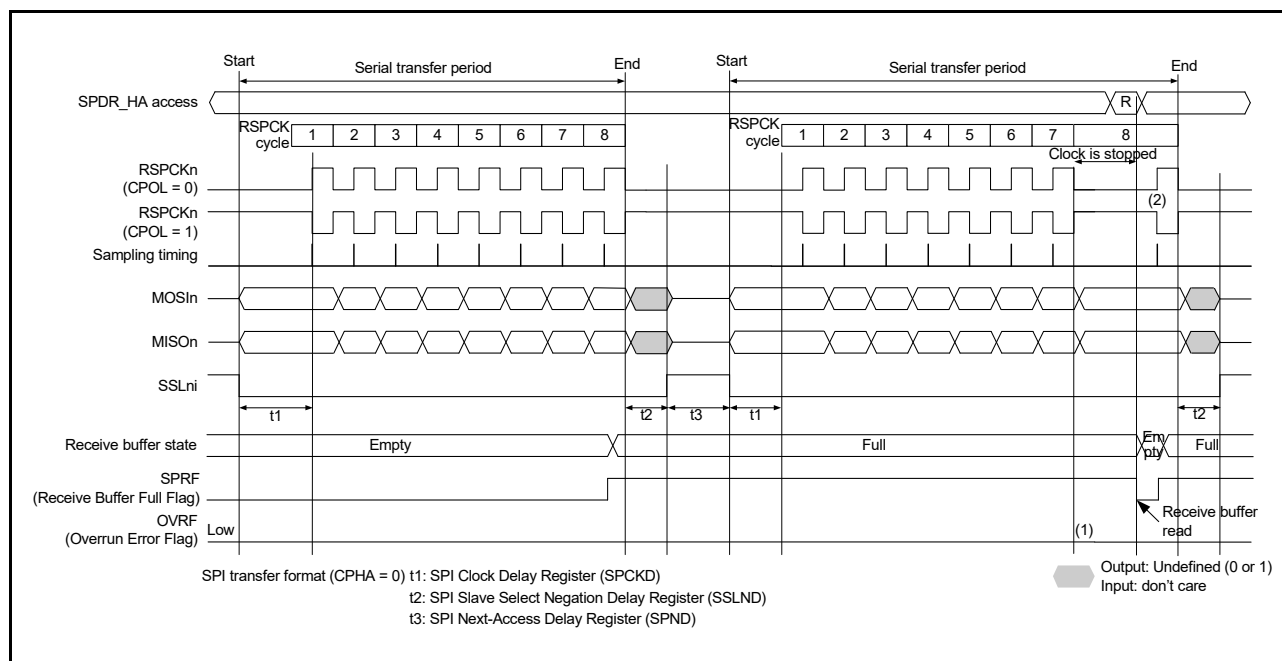 Start
Serial transfer period
End
Start
Serial transfer period
End
SPDR_HA access
R
RSPCK
cycle
1 2 3 4 5 6 7 8
RSPCK
cycle
1 2 3 4 5 6 7 8
Clock is stopped
RSPCKn
(CPOL = 0)
(2)
RSPCKn
(CPOL = 1)
Sampling timing
MOSIn
MISOn
SSLni
t1 t2 t3 t1 t2
Receive buffer state
Empty
Full
Em
pty
Full
SPRF
(Receive Buffer Full Flag)
Receive buffer
read
OVRF
(Overrun Error Flag)
Low
(1)
SPI transfer format (CPHA = 0) t1: SPI Clock Delay Register (SPCKD)
t2: SPI Slave Select Negation Delay Register (SSLND)
t3: SPI Next-Access Delay Register (SPND)
Output: Undefined (0 or 1)
Input: don’t care